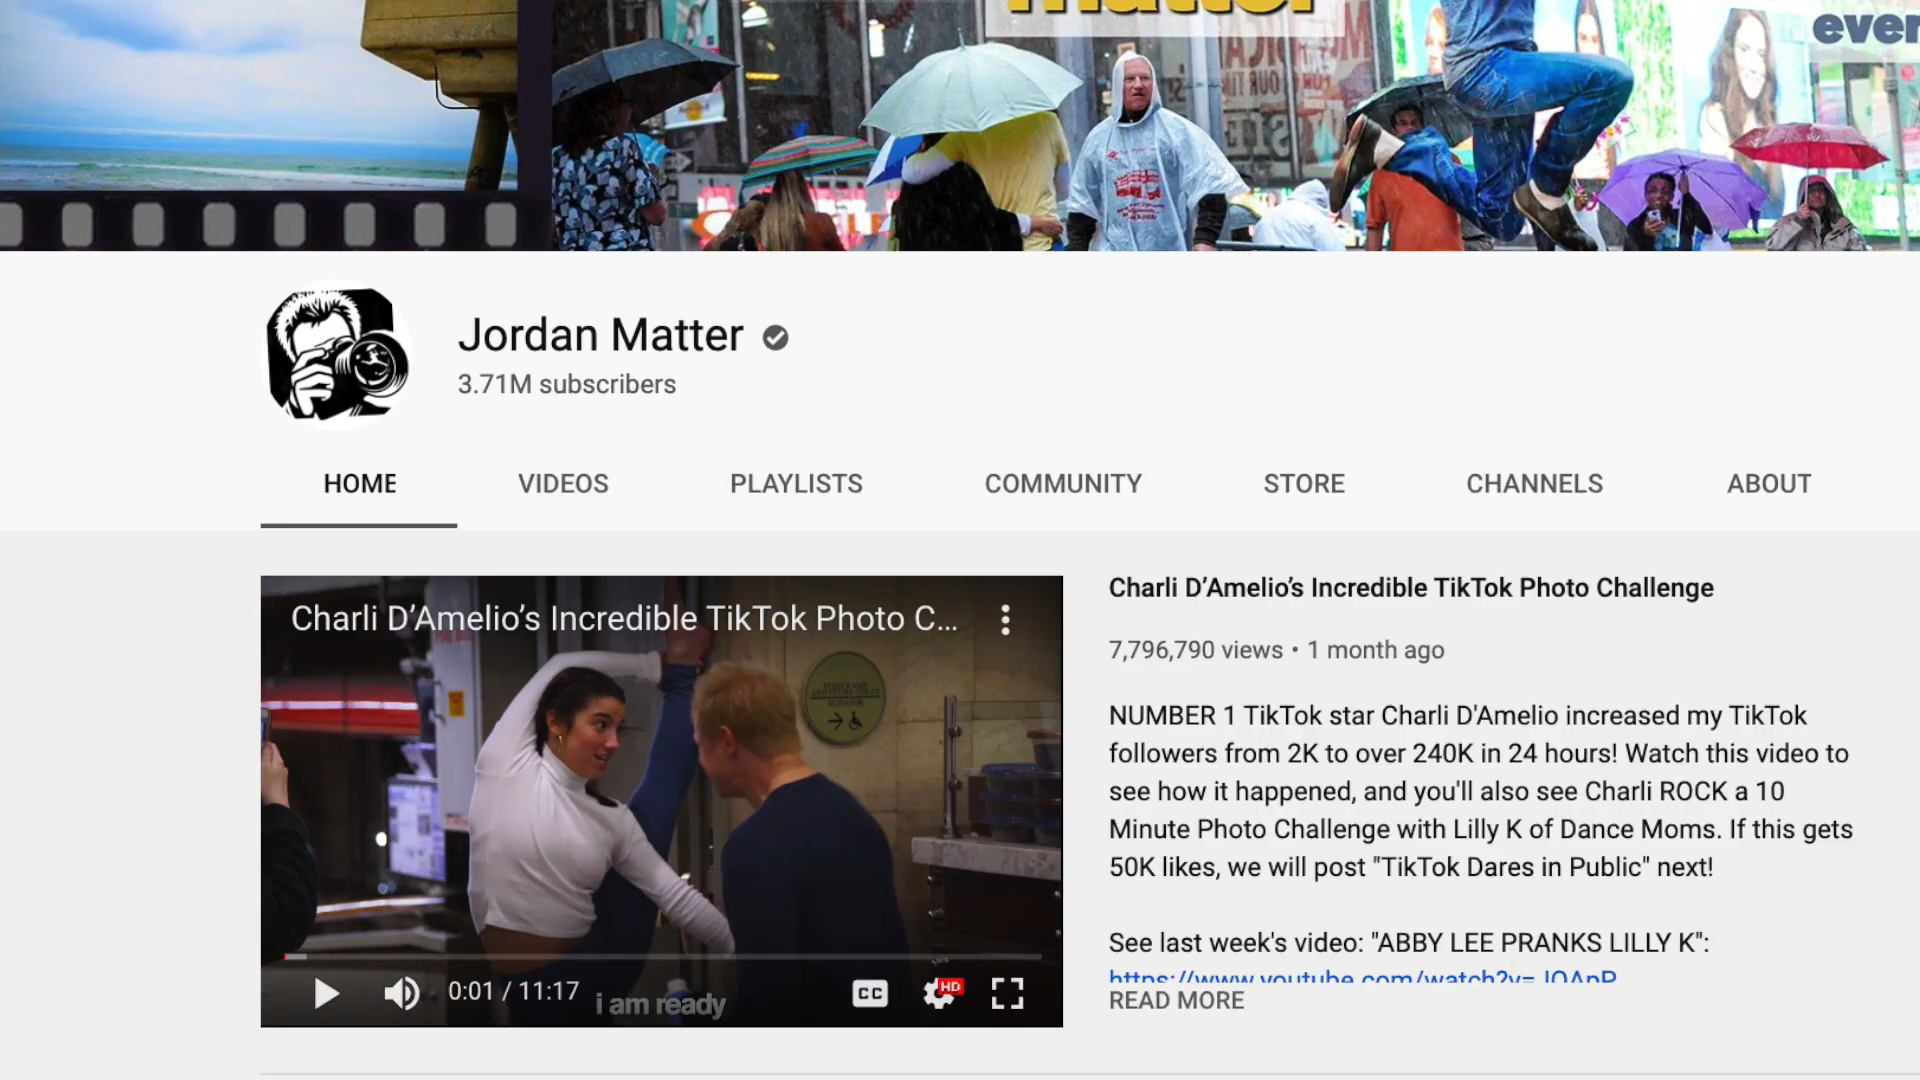 matter
ever
Jordan Matter
3.71M subscribers
HOME VIDEOS PLAYLISTS COMMUNITY STORE CHANNELS ABOUT
Charli D’Amelio’s Incredible TikTok Photo C...
0:01 / 11:17
CC
HD
i am ready
Charli D’Amelio’s Incredible TikTok Photo Challenge
7,796,790 views • 1 month ago
NUMBER 1 TikTok star Charli D'Amelio increased my TikTok
followers from 2K to over 240K in 24 hours! Watch this video to
see how it happened, and you'll also see Charli ROCK a 10
Minute Photo Challenge with Lilly K of Dance Moms. If this gets
50K likes, we will post "TikTok Dares in Public" next!
See last week's video: "ABBY LEE PRANKS LILLY K":
READ MORE